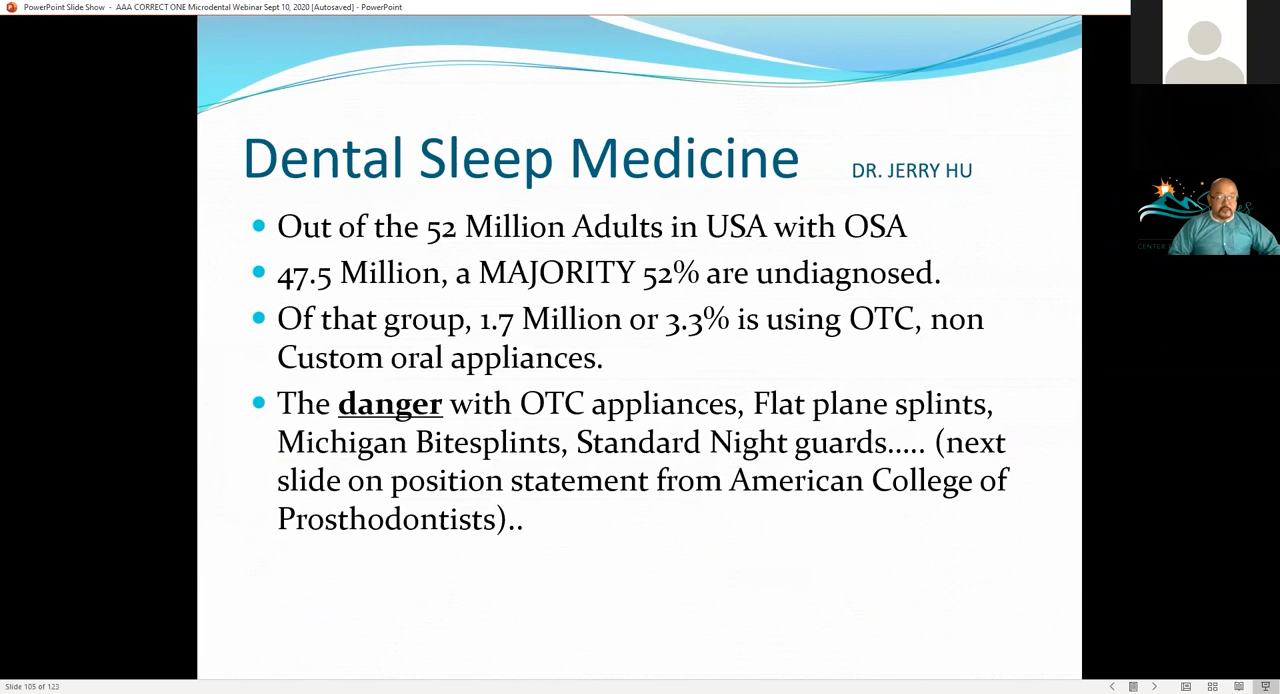 PowerPoint Slide Show - AAA CORRECT ONE Microdental Webinar Sept 10, 2020 [Autosaved] - PowerPoint
Dental Sleep Medicine DR. JERRY HU
• Out of the 52 Million Adults in USA with OSA
• 47.5 Million, a MAJORITY 52% are undiagnosed.
• Of that group, 1.7 Million or 3.3% is using OTC, non
Custom oral appliances.
• The danger with OTC appliances, Flat plane splints,
Michigan Bitesplints, Standard Night guards..... (next
slide on position statement from American College of
Prosthodontists)..
CENTER
Slide 105 of 123